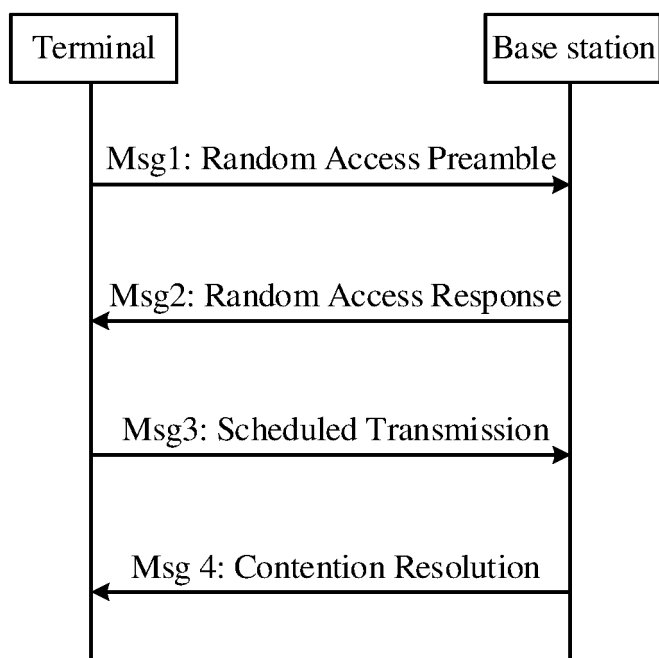 Terminal
Base station
Msg1: Random Access Preamble
Msg2: Random Access Response
Msg3: Scheduled Transmission
Msg 4: Contention Resolution